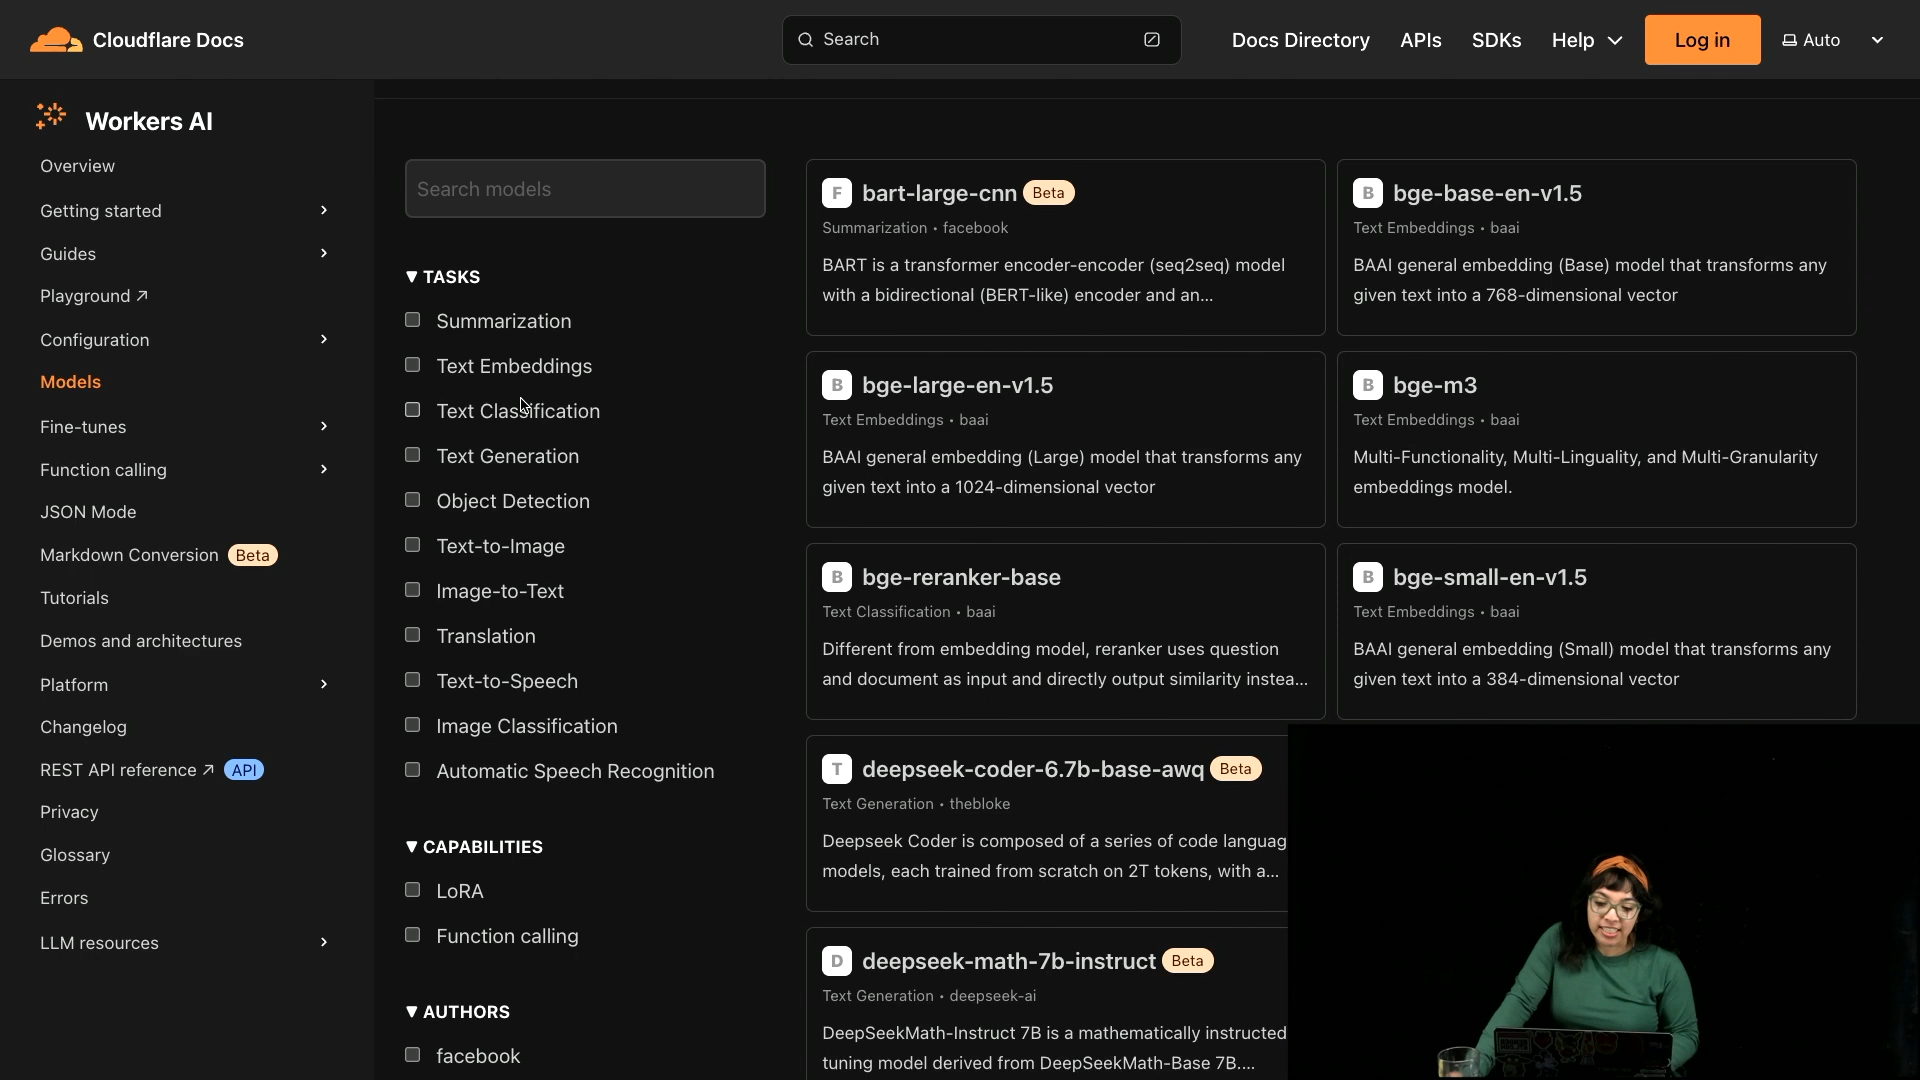 Cloudflare Docs
Search
Docs Directory
APIs
SDKs
Help
Log in
Auto
Workers AI
Overview
Getting started
Guides
Playground
Configuration
Models
Fine-tunes
Function calling
JSON Mode
Markdown Conversion Beta
Tutorials
Demos and architectures
Platform
Changelog
REST API reference API
Privacy
Glossary
Errors
LLM resources
Search models
TASKS
Summarization
Text Embeddings
Text Classification
Text Generation
Object Detection
Text-to-Image
Image-to-Text
Translation
Text-to-Speech
Image Classification
Automatic Speech Recognition
CAPABILITIES
LoRA
Function calling
AUTHORS
facebook
F bart-large-cnn Beta
Summarization • facebook
BART is a transformer encoder-encoder (seq2seq) model
with a bidirectional (BERT-like) encoder and an...
B bge-base-en-v1.5
Text Embeddings • baai
BAAI general embedding (Base) model that transforms any
given text into a 768-dimensional vector
B bge-large-en-v1.5
Text Embeddings • baai
BAAI general embedding (Large) model that transforms any
given text into a 1024-dimensional vector
B bge-m3
Text Embeddings • baai
Multi-Functionality, Multi-Linguality, and Multi-Granularity
embeddings model.
B bge-reranker-base
Text Classification • baai
Different from embedding model, reranker uses question
and document as input and directly output similarity instea...
B bge-small-en-v1.5
Text Embeddings • baai
BAAI general embedding (Small) model that transforms any
given text into a 384-dimensional vector
T deepseek-coder-6.7b-base-awq Beta
Text Generation • thebloke
Deepseek Coder is composed of a series of code languag
models, each trained from scratch on 2T tokens, with a...
D deepseek-math-7b-instruct Beta
Text Generation • deepseek-ai
DeepSeekMath-Instruct 7B is a mathematically instructed
tuning model derived from DeepSeekMath-Base 7B....